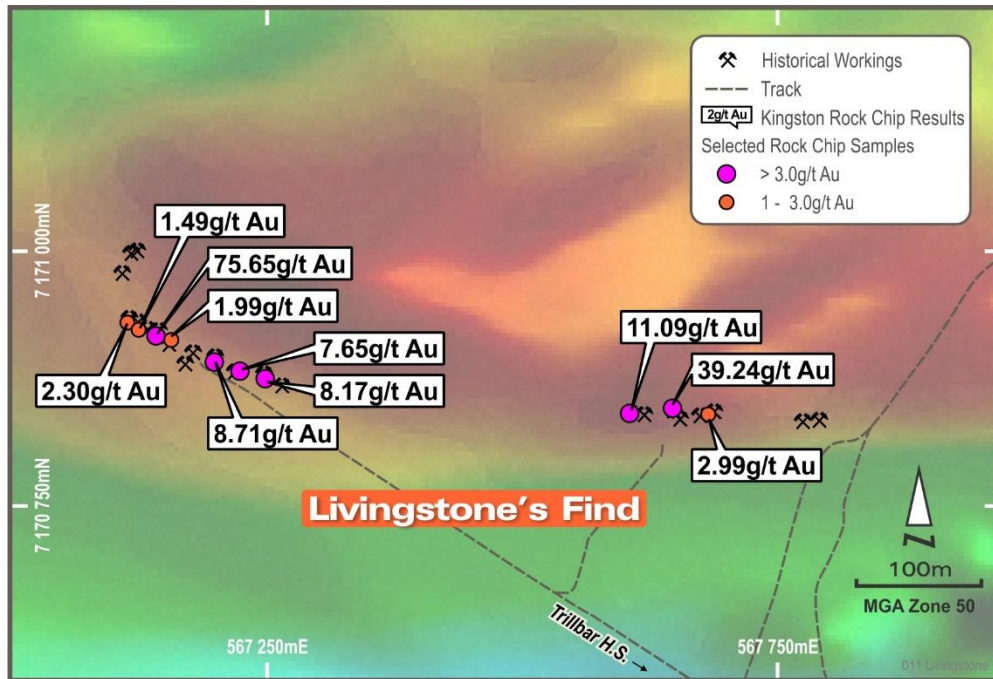 Historical Workings
Track
2g/t Au Kingston Rock Chip Results
Selected Rock Chip Samples
> 3.0g/t Au
1 - 3.0g/t Au
7 171 000mN
1.49g/t Au
75.65g/t Au
1.99g/t Au
7.65g/t Au
8.17g/t Au
2.30g/t Au
8.71g/t Au
11.09g/t Au
39.24g/t Au
2.99g/t Au
7 170 750mN
Livingstone's Find
N
100m
MGA Zone 50
Trillbar H.S.
567 250mE
567 750mE
011 Livingstone